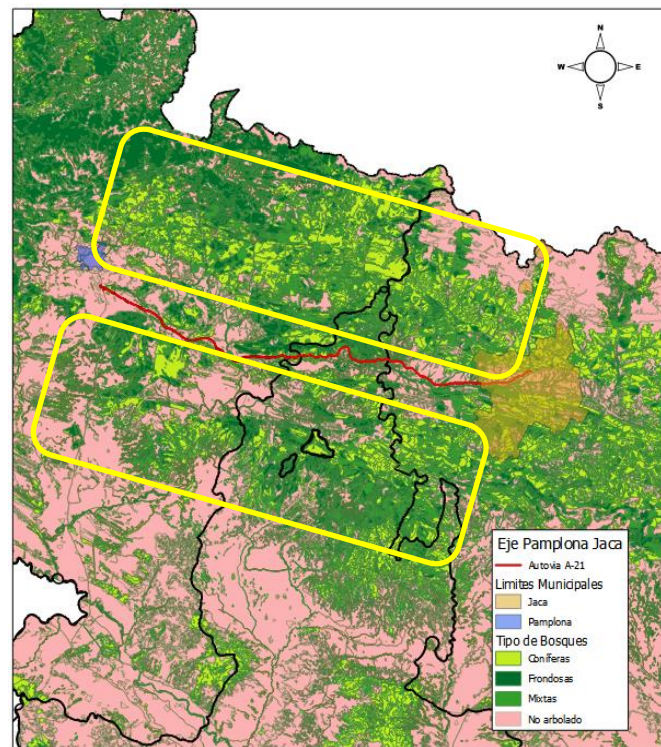 N
W E
S
Eje Pamplona Jaca
Autovia A-21
Limites Municipales
Jaca
Pamplona
Tipo de Bosques
Coníferas
Frondosas
Mixtas
No arbolado